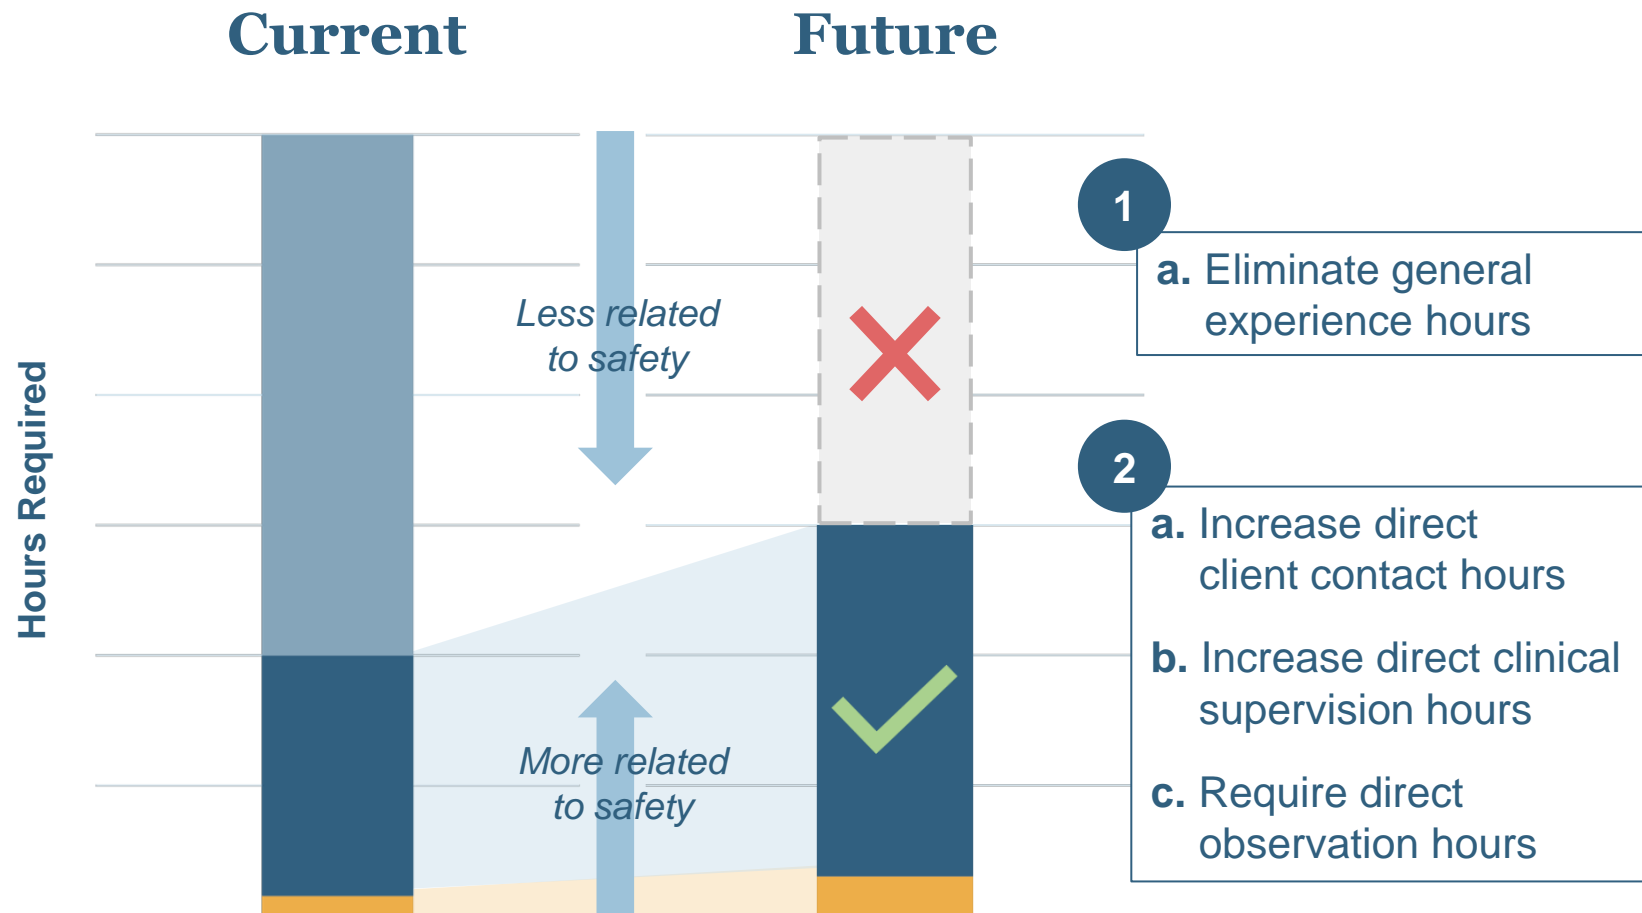 Current
Future
Hours Required
Less related
to safety
More related
to safety
1
a. Eliminate general
experience hours
2
a. Increase direct
client contact hours
b. Increase direct clinical
supervision hours
c. Require direct
observation hours